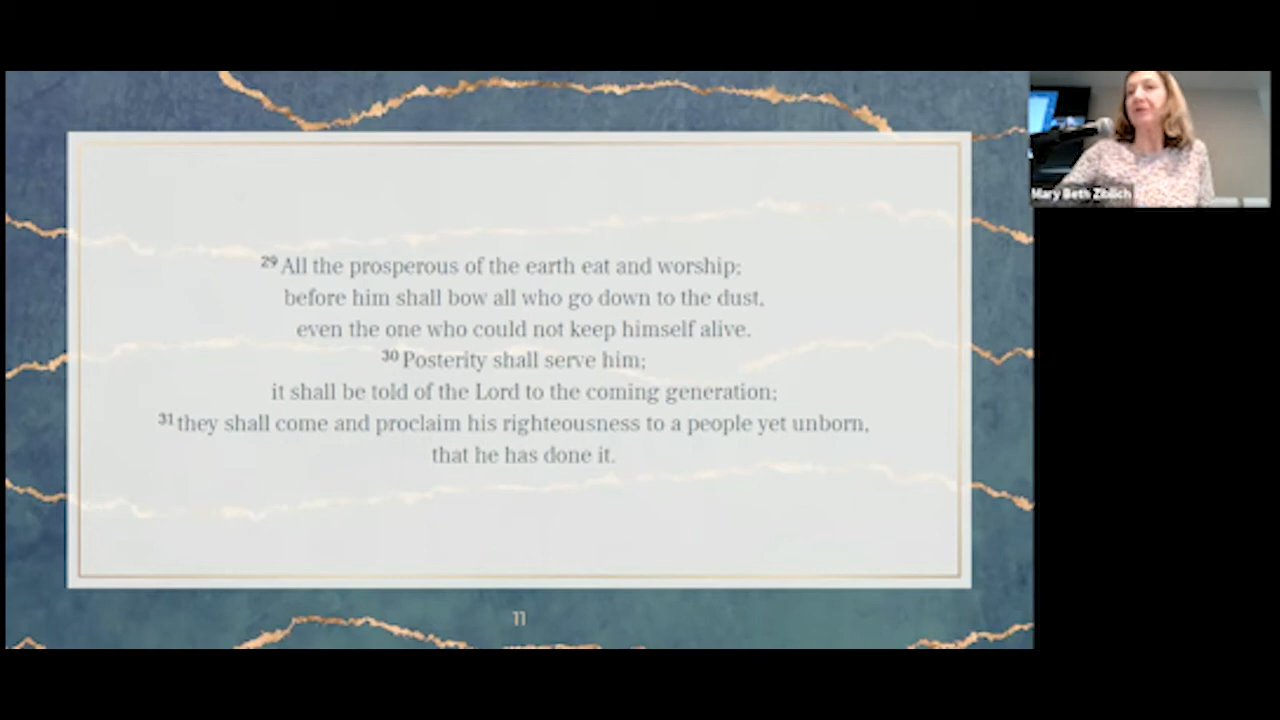 29 All the prosperous of the earth eat and worship;
before him shall bow all who go down to the dust,
even the one who could not keep himself alive.
30 Posterity shall serve him;
it shall be told of the Lord to the coming generation;
31 they shall come and proclaim his righteousness to a people yet unborn,
that he has done it.
11
Mary Beth Zibilich